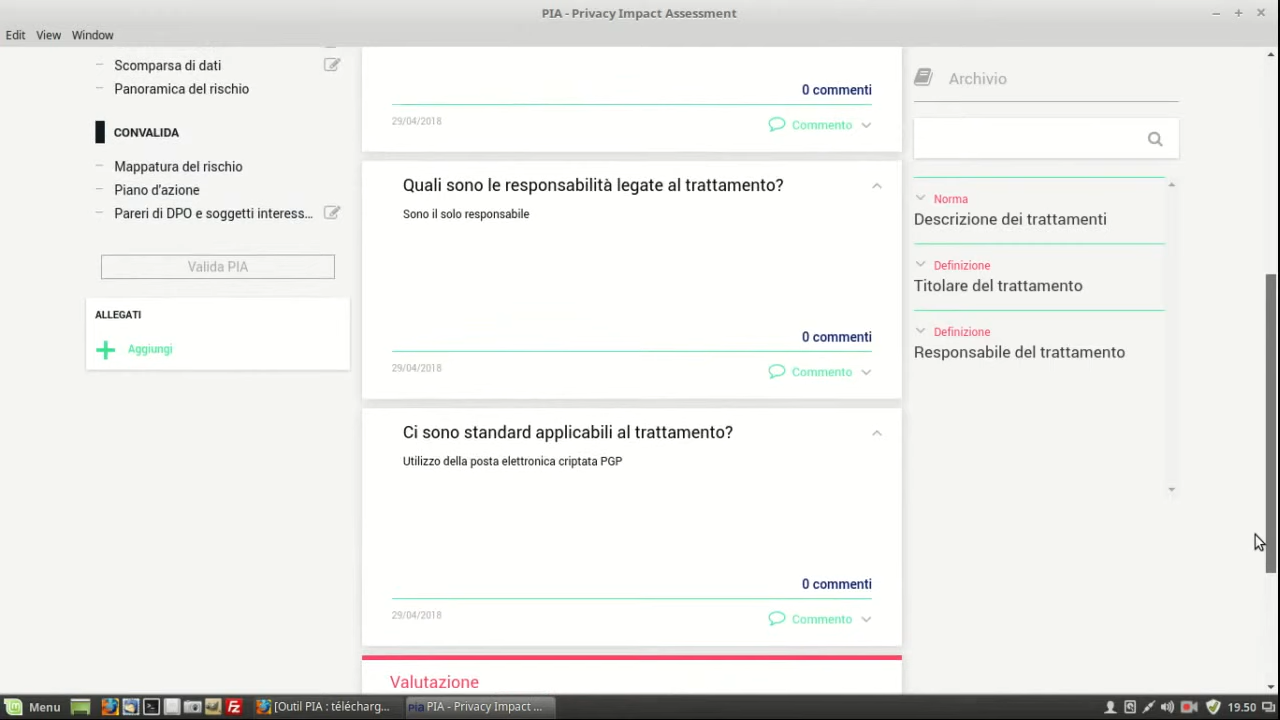 PIA - Privacy Impact Assessment
Edit View Window
Scomparsa di dati
Panoramica del rischio
CONVALIDA
Mappatura del rischio
Piano d'azione
Pareri di DPO e soggetti interess...
Valida PIA
ALLEGATI
Aggiungi
0 commenti
29/04/2018
Commento
Quali sono le responsabilità legate al trattamento?
Sono il solo responsabile
0 commenti
29/04/2018
Commento
Ci sono standard applicabili al trattamento?
Utilizzo della posta elettronica criptata PGP
0 commenti
29/04/2018
Commento
Valutazione
Archivio
Norma
Descrizione dei trattamenti
Definizione
Titolare del trattamento
Definizione
Responsabile del trattamento
Menu
[Outil PIA : télécharg...
PIA PIA - Privacy Impact ...
19.50